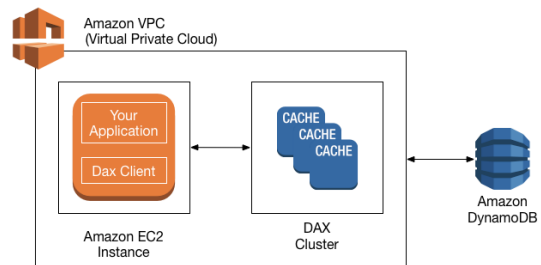 Amazon VPC
(Virtual Private Cloud)
Your
Application
Dax Client
CACHE
CACHE
CACHE
Amazon EC2
Instance
DAX
Cluster
Amazon
DynamoDB